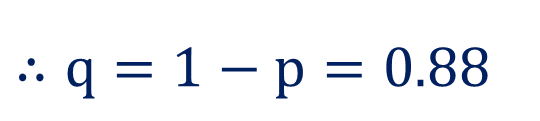 ∴ q = 1 − p = 0.88